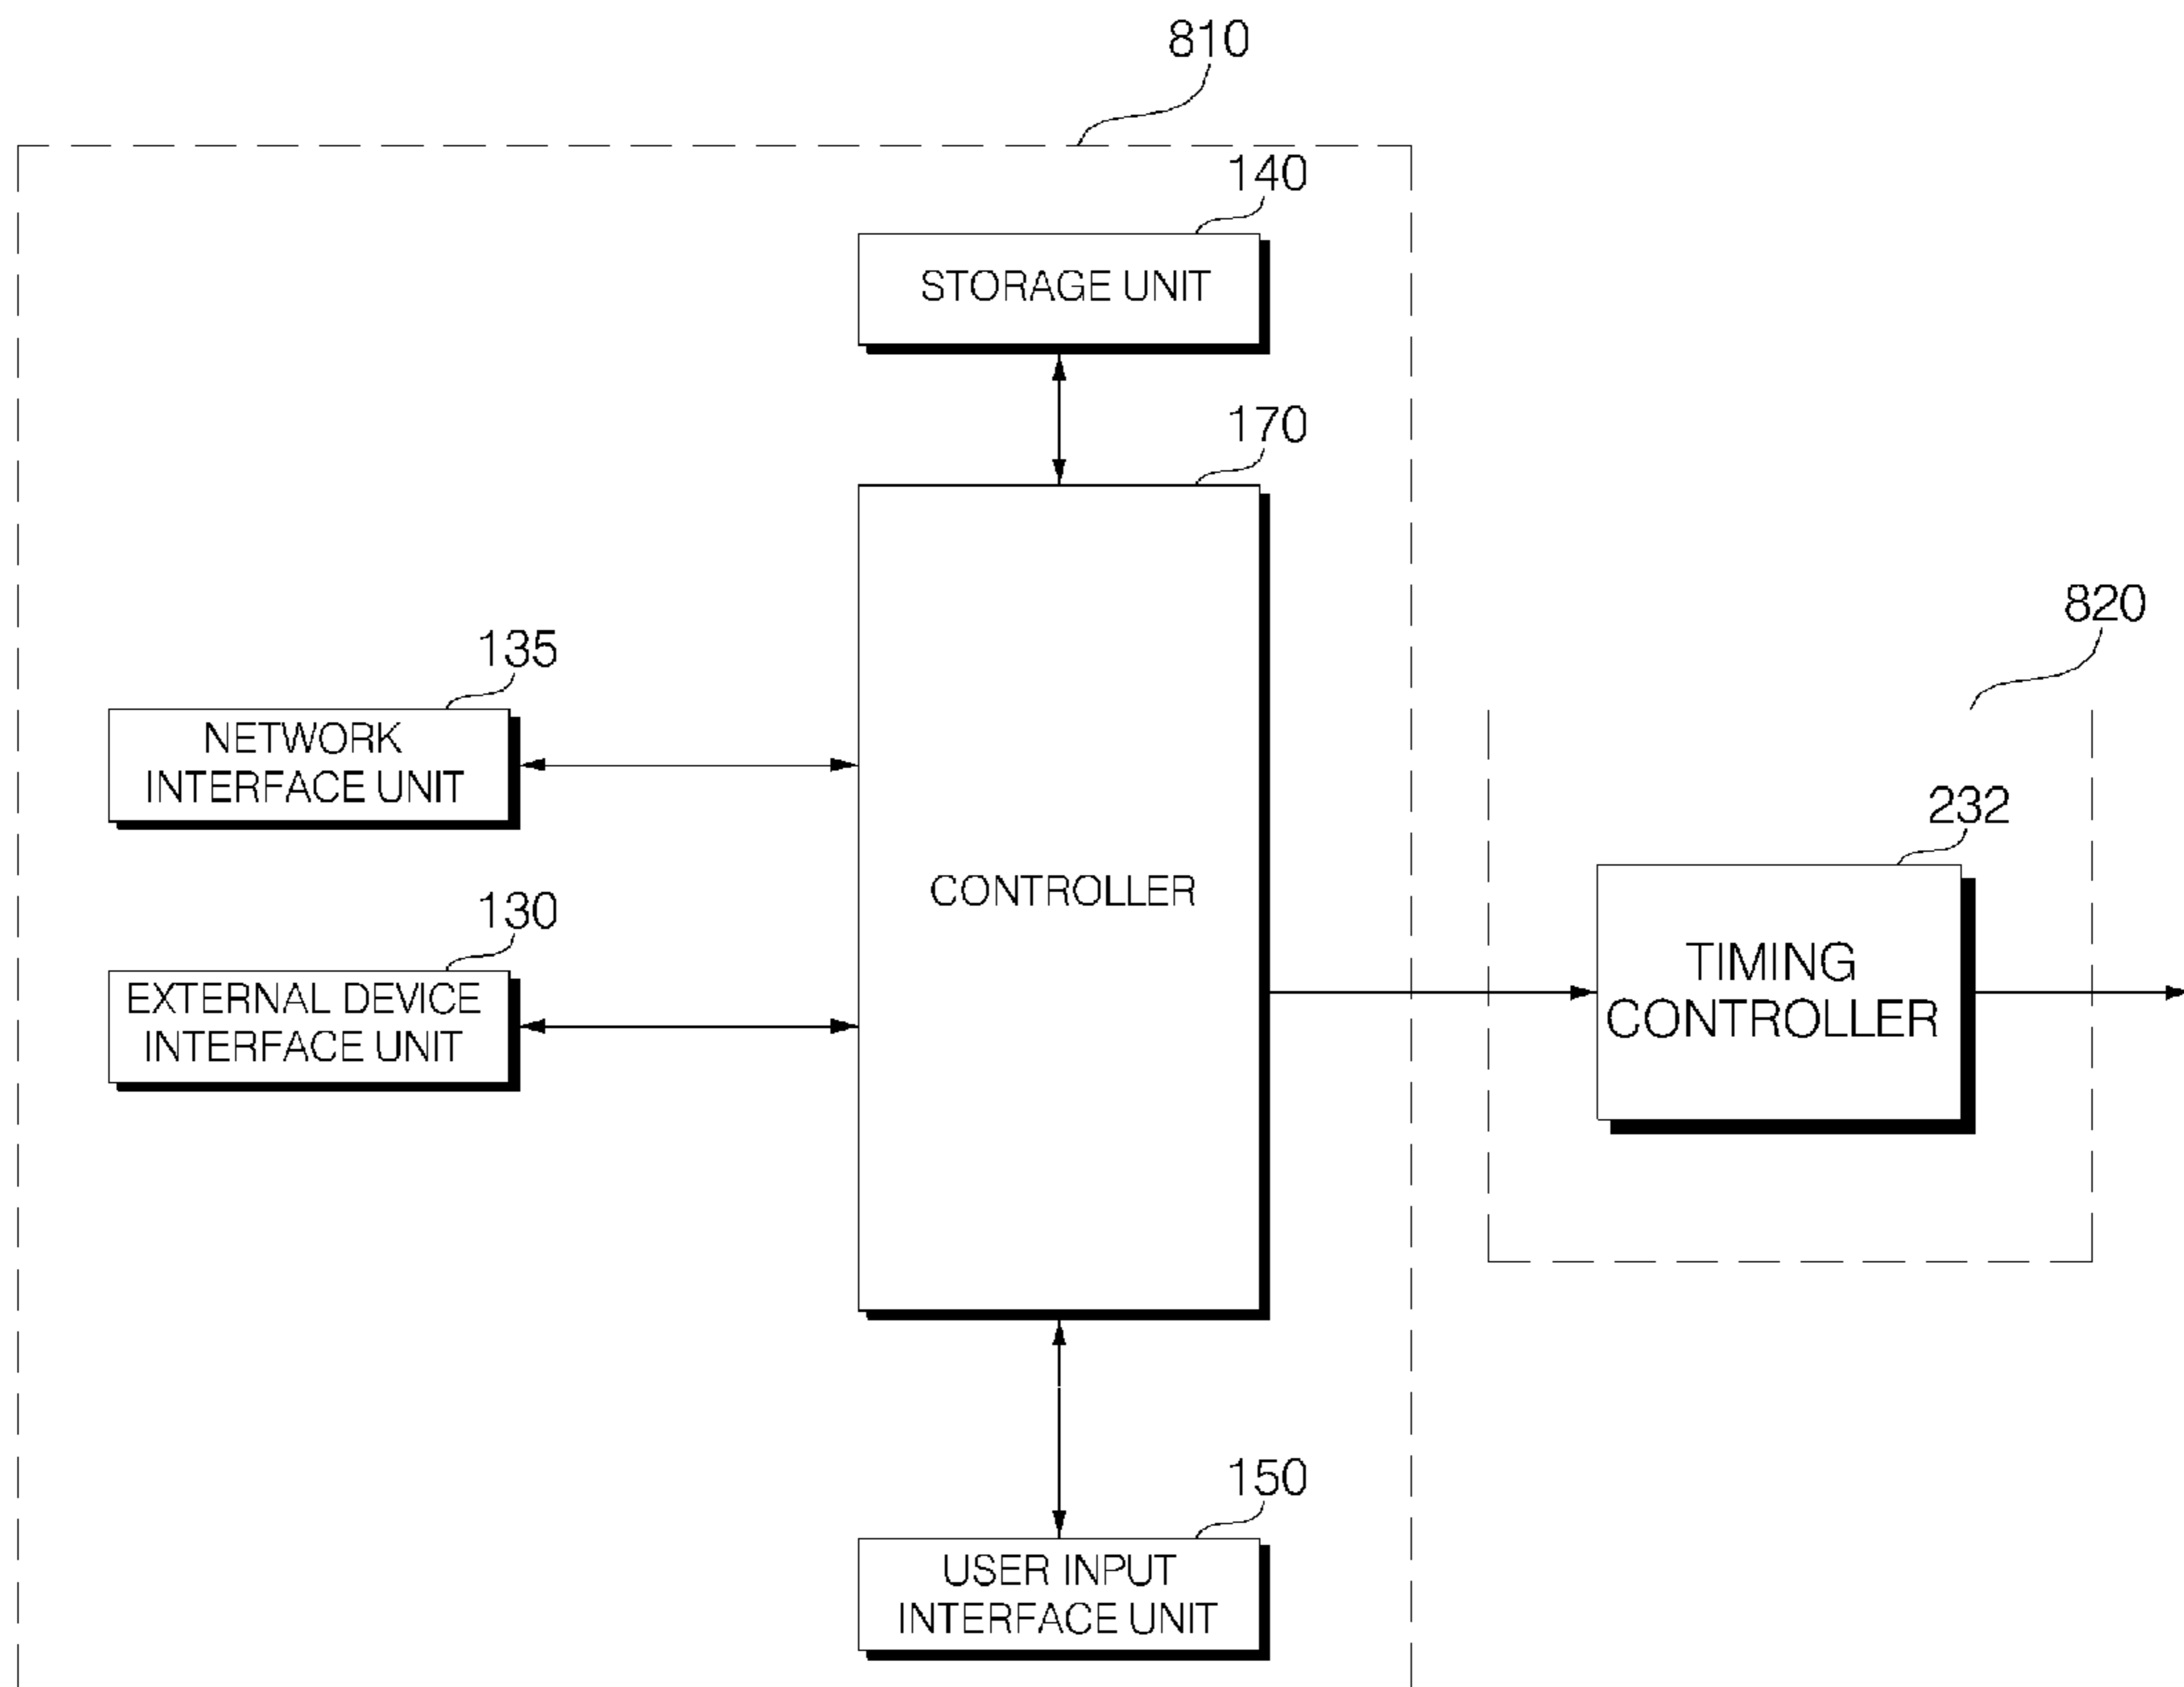 810
140
STORAGE UNIT
170
CONTROLLER
135
NETWORK
INTERFACE UNIT
130
EXTERNAL DEVICE
INTERFACE UNIT
820
232
TIMING
CONTROLLER
150
USER INPUT
INTERFACE UNIT